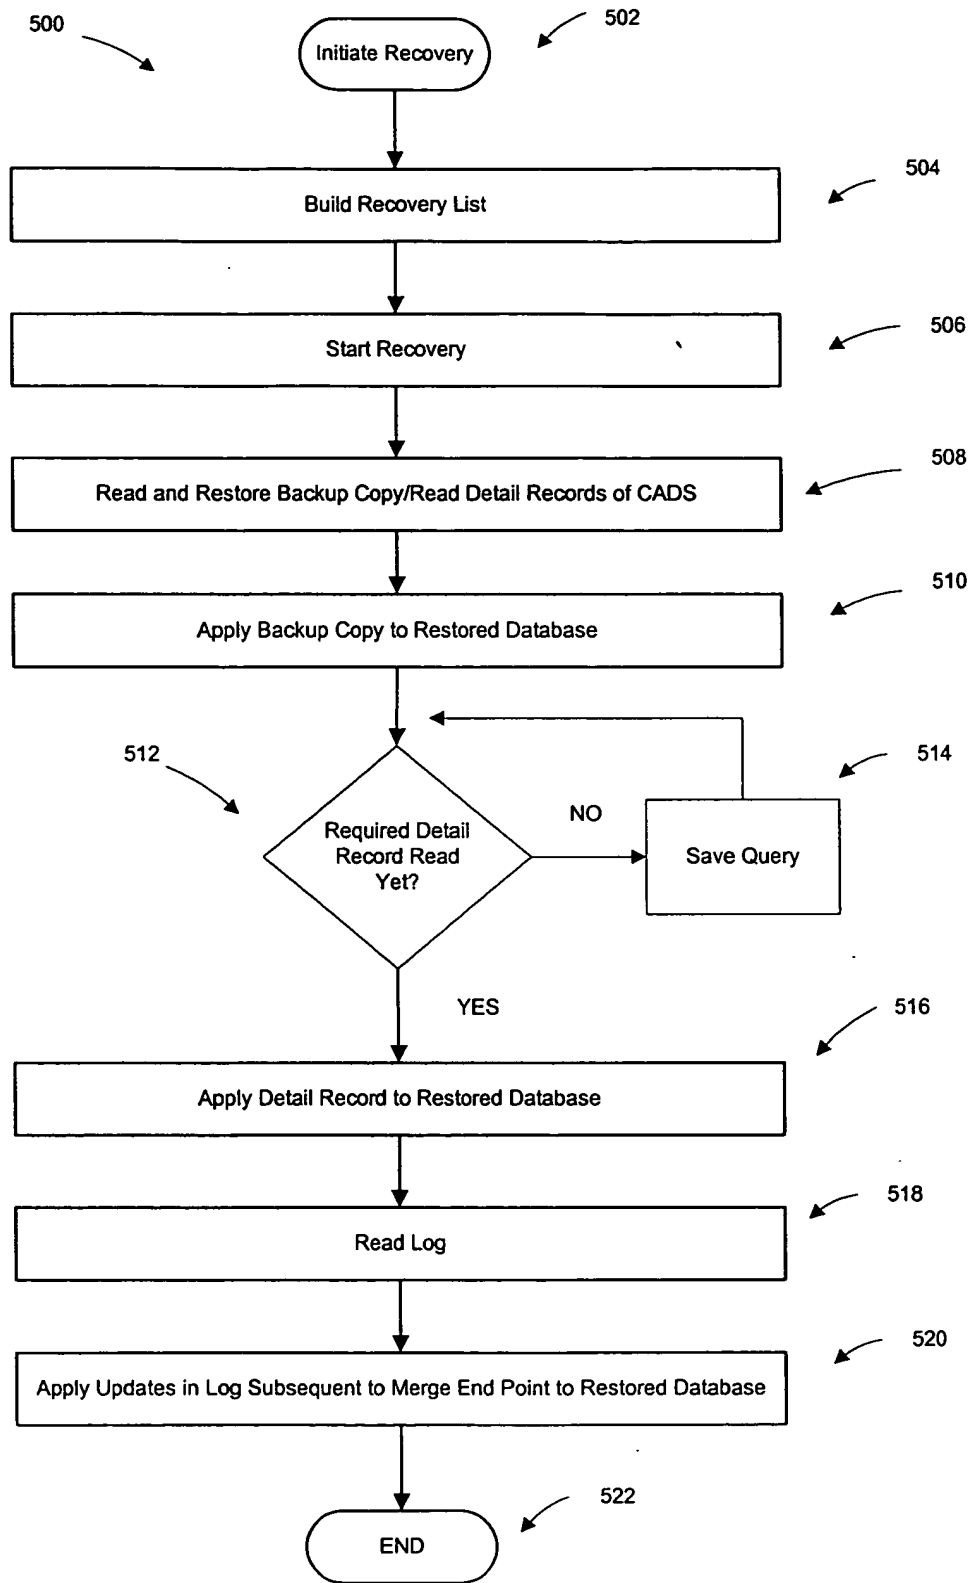 500
502
Initiate Recovery
504
Build Recovery List
506
Start Recovery
508
Read and Restore Backup Copy/Read Detail Records of CADS
510
Apply Backup Copy to Restored Database
512
514
Required Detail
Record Read
Yet?
NO
Save Query
YES
516
Apply Detail Record to Restored Database
518
Read Log
520
Apply Updates in Log Subsequent to Merge End Point to Restored Database
522
END